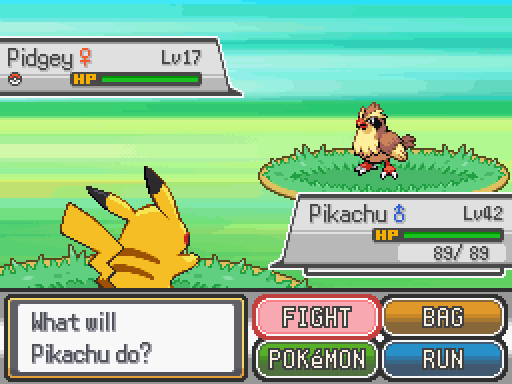 Pidgey♀ Lv17
HP
Pikachu♂ Lv42
HP
89/ 89
What will
Pikachu do?
FIGHT
BAG
POKéMON
RUN